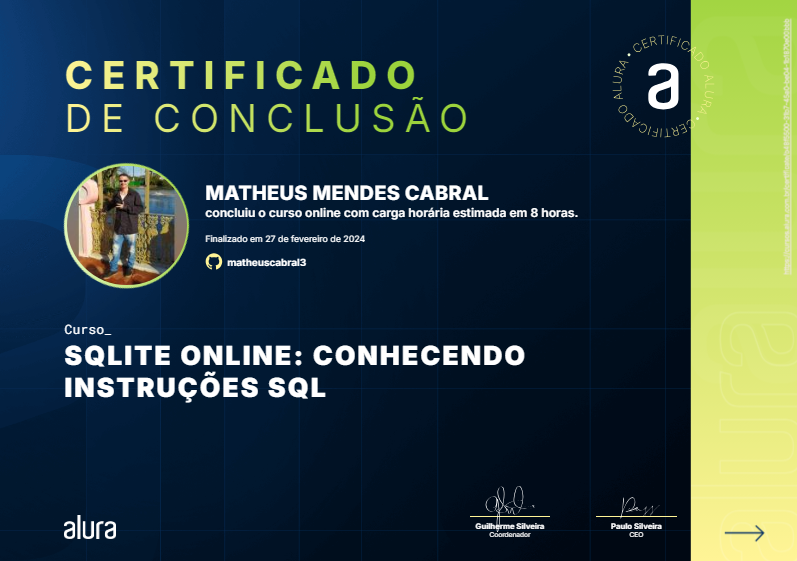 CERTIFICADO
DE CONCLUSÃO
CERTIFICADO ALURA • CERTIFICADO ALURA •
a
MATHEUS MENDES CABRAL
concluiu o curso online com carga horária estimada em 8 horas.
Finalizado em 27 de fevereiro de 2024
matheuscabral3
Curso_
SQLITE ONLINE: CONHECENDO
INSTRUÇÕES SQL
alura
Guilherme Silveira
Coordenador
Paulo Silveira
CEO
alura